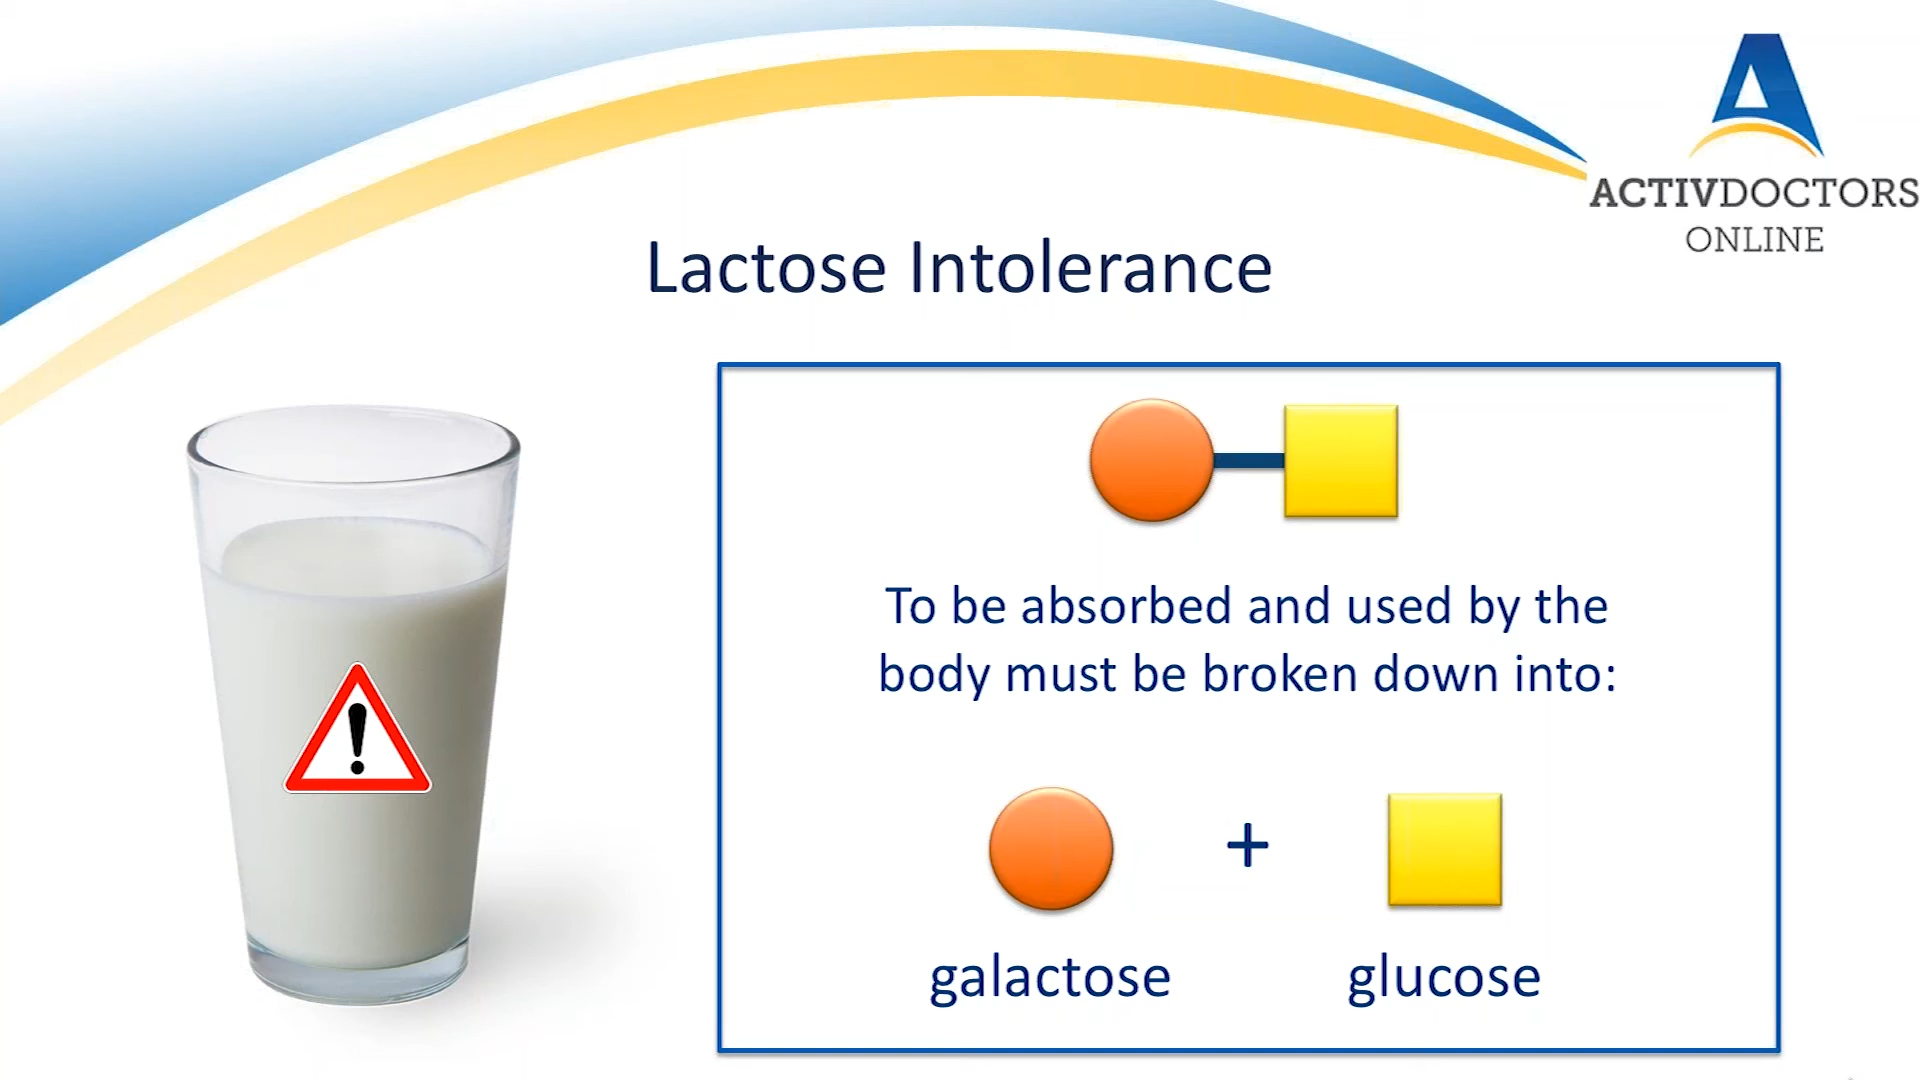 ACTIVDOCTORS
ONLINE
Lactose Intolerance
To be absorbed and used by the
body must be broken down into:
+
galactose
glucose